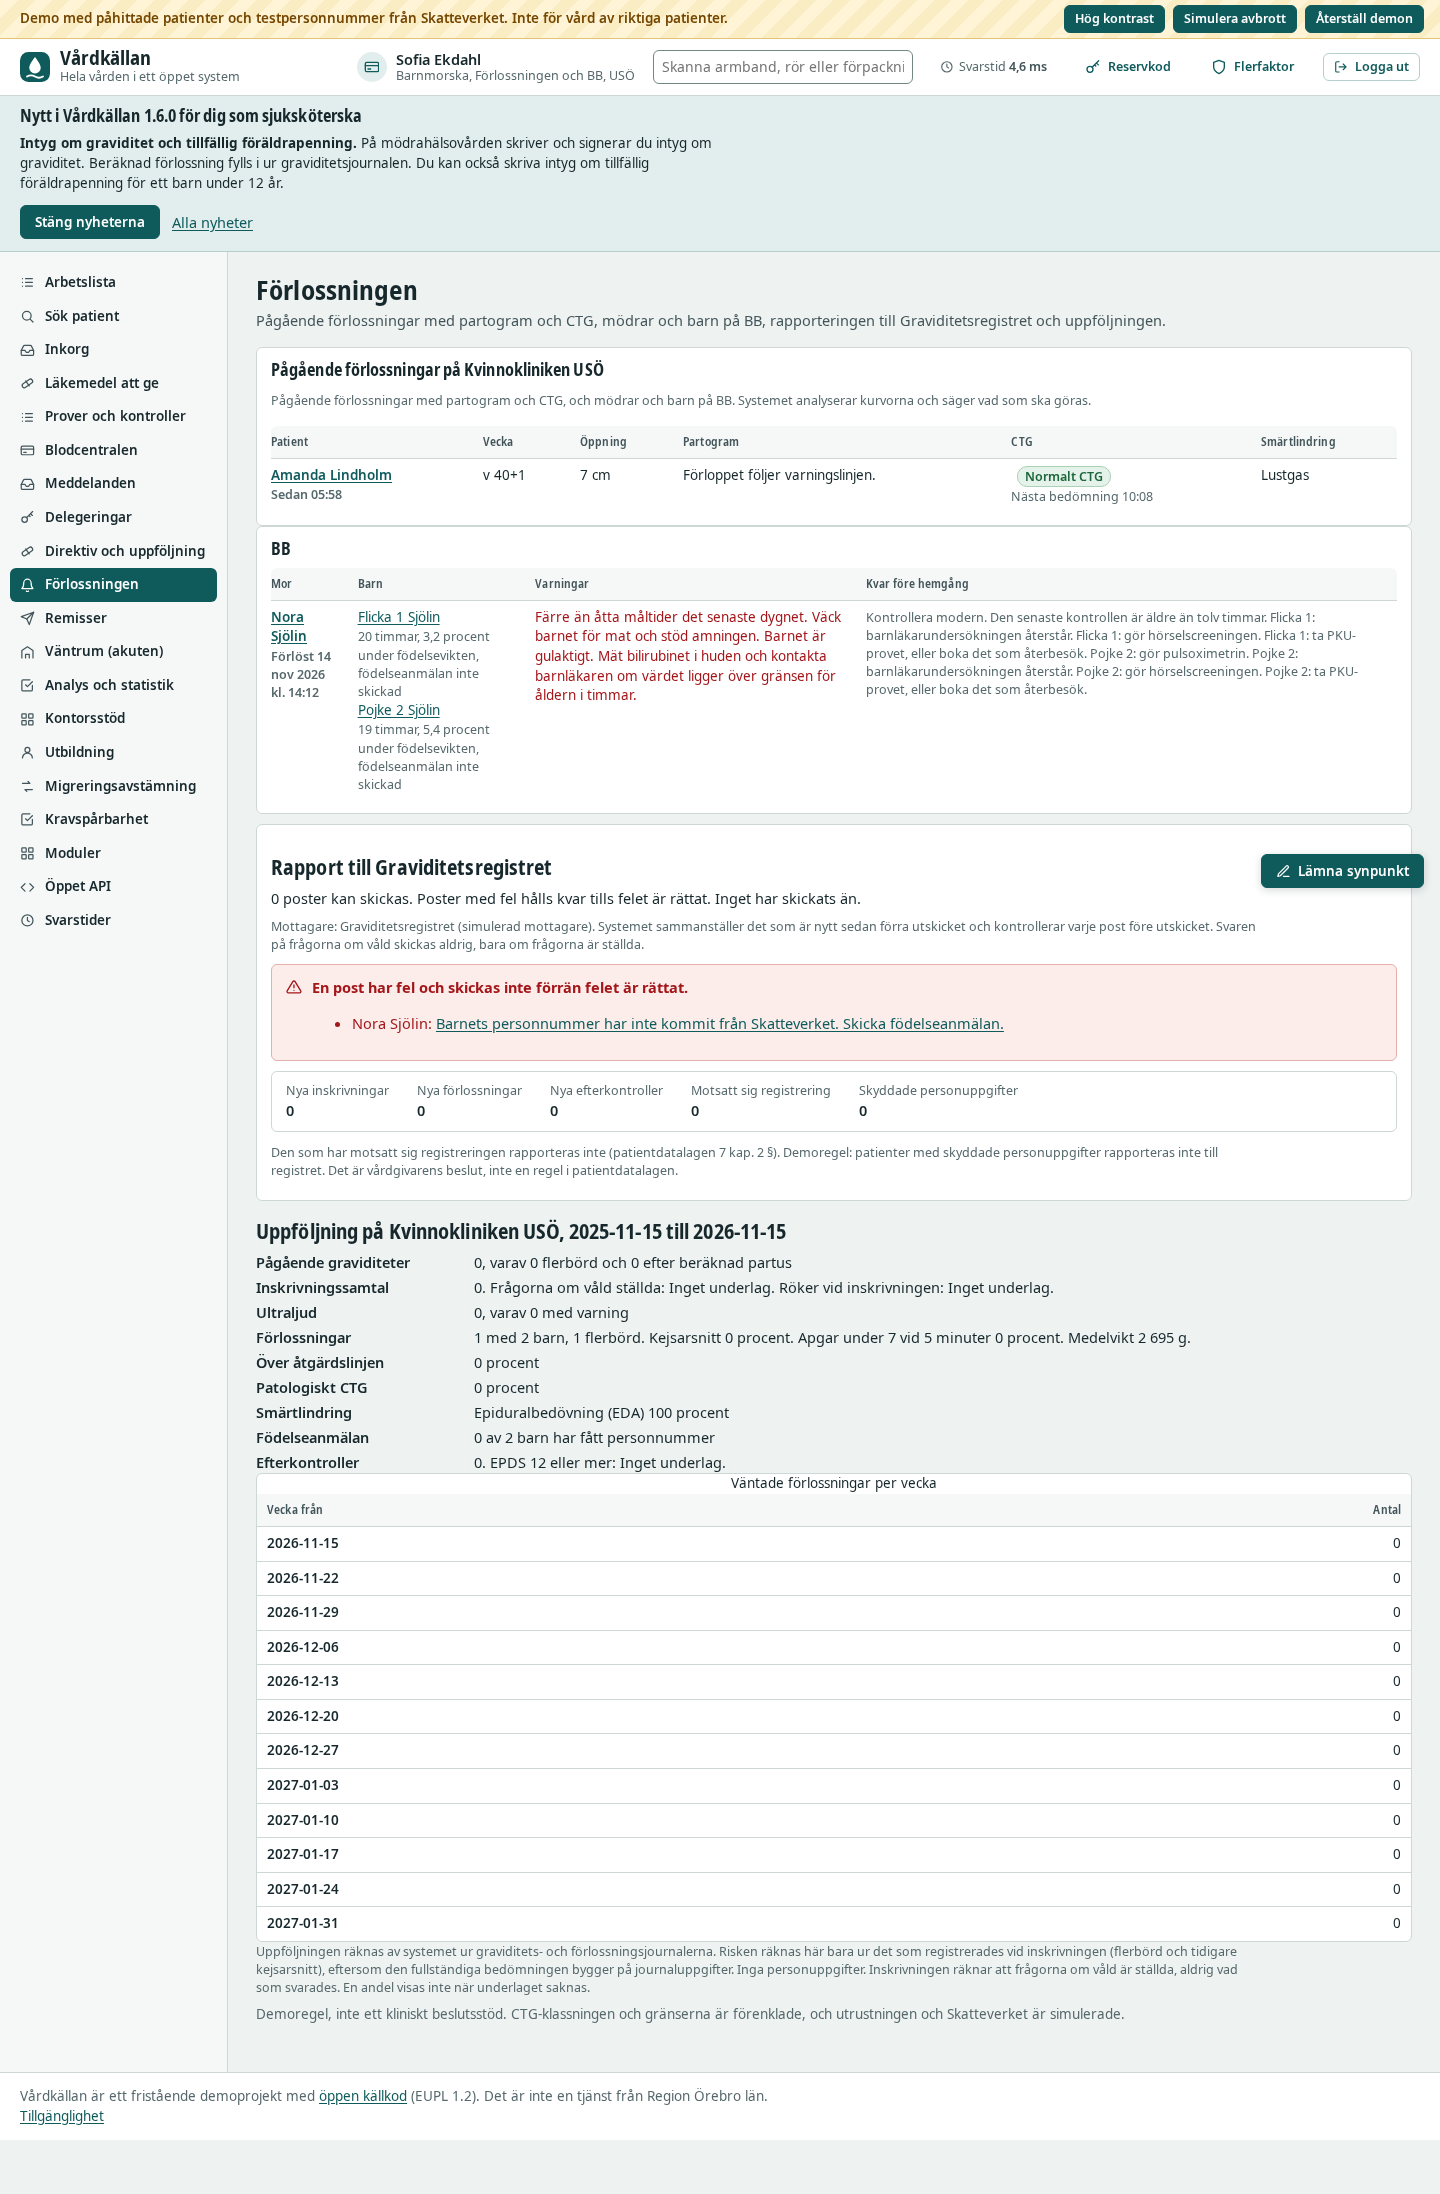 Demo med påhittade patienter och testpersonnummer från Skatteverket. Inte för vård av riktiga patienter.
Hög kontrast
Simulera avbrott
Återställ demon
Vårdkällan
Hela vården i ett öppet system
Sofia Ekdahl
Barnmorska, Förlossningen och BB, USÖ
Skanna armband, rör eller förpackni
Svarstid 4,6 ms
Reservkod
Flerfaktor
Logga ut
Nytt i Vårdkällan 1.6.0 för dig som sjuksköterska
Intyg om graviditet och tillfällig föräldrapenning. På mödrahälsovården skriver och signerar du intyg om
graviditet. Beräknad förlossning fylls i ur graviditetsjournalen. Du kan också skriva intyg om tillfällig
föräldrapenning för ett barn under 12 år.
Stäng nyheterna
Alla nyheter
Arbetslista
Sök patient
Inkorg
Läkemedel att ge
Prover och kontroller
Blodcentralen
Meddelanden
Delegeringar
Direktiv och uppföljning
Förlossningen
Remisser
Väntrum (akuten)
Analys och statistik
Kontorsstöd
Utbildning
Migreringsavstämning
Kravspårbarhet
Moduler
Öppet API
Svarstider
Förlossningen
Pågående förlossningar med partogram och CTG, mödrar och barn på BB, rapporteringen till Graviditetsregistret och uppföljningen.
Pågående förlossningar på Kvinnokliniken USÖ
Pågående förlossningar med partogram och CTG, och mödrar och barn på BB. Systemet analyserar kurvorna och säger vad som ska göras.
Patient
Vecka
Öppning
Partogram
CTG
Smärtlindring
Amanda Lindholm
Sedan 05:58
v 40+1
7 cm
Förloppet följer varningslinjen.
Normalt CTG
Nästa bedömning 10:08
Lustgas
BB
Mor
Barn
Varningar
Kvar före hemgång
Nora
Sjölin
Förlöst 14
nov 2026
kl. 14:12
Flicka 1 Sjölin
20 timmar, 3,2 procent
under födelsevikten,
födelseanmälan inte
skickad
Pojke 2 Sjölin
19 timmar, 5,4 procent
under födelsevikten,
födelseanmälan inte
skickad
Färre än åtta måltider det senaste dygnet. Väck
barnet för mat och stöd amningen. Barnet är
gulaktigt. Mät bilirubinet i huden och kontakta
barnläkaren om värdet ligger över gränsen för
åldern i timmar.
Kontrollera modern. Den senaste kontrollen är äldre än tolv timmar. Flicka 1:
barnläkarundersökningen återstår. Flicka 1: gör hörselscreeningen. Flicka 1: ta PKU-
provet, eller boka det som återbesök. Pojke 2: gör pulsoximetrin. Pojke 2:
barnläkarundersökningen återstår. Pojke 2: gör hörselscreeningen. Pojke 2: ta PKU-
provet, eller boka det som återbesök.
Rapport till Graviditetsregistret
Lämna synpunkt
0 poster kan skickas. Poster med fel hålls kvar tills felet är rättat. Inget har skickats än.
Mottagare: Graviditetsregistret (simulerad mottagare). Systemet sammanställer det som är nytt sedan förra utskicket och kontrollerar varje post före utskicket. Svaren
på frågorna om våld skickas aldrig, bara om frågorna är ställda.
En post har fel och skickas inte förrän felet är rättat.
• Nora Sjölin: Barnets personnummer har inte kommit från Skatteverket. Skicka födelseanmälan.
Nya inskrivningar
0
Nya förlossningar
0
Nya efterkontroller
0
Motsatt sig registrering
0
Skyddade personuppgifter
0
Den som har motsatt sig registreringen rapporteras inte (patientdatalagen 7 kap. 2 §). Demoregel: patienter med skyddade personuppgifter rapporteras inte till
registret. Det är vårdgivarens beslut, inte en regel i patientdatalagen.
Uppföljning på Kvinnokliniken USÖ, 2025-11-15 till 2026-11-15
Pågående graviditeter 0, varav 0 flerbörd och 0 efter beräknad partus
Inskrivningssamtal 0. Frågorna om våld ställda: Inget underlag. Röker vid inskrivningen: Inget underlag.
Ultraljud 0, varav 0 med varning
Förlossningar 1 med 2 barn, 1 flerbörd. Kejsarsnitt 0 procent. Apgar under 7 vid 5 minuter 0 procent. Medelvikt 2 695 g.
Över åtgärdslinjen 0 procent
Patologiskt CTG 0 procent
Smärtlindring Epiduralbedövning (EDA) 100 procent
Födelseanmälan 0 av 2 barn har fått personnummer
Efterkontroller 0. EPDS 12 eller mer: Inget underlag.
Väntade förlossningar per vecka
Vecka från Antal
2026-11-15 0
2026-11-22 0
2026-11-29 0
2026-12-06 0
2026-12-13 0
2026-12-20 0
2026-12-27 0
2027-01-03 0
2027-01-10 0
2027-01-17 0
2027-01-24 0
2027-01-31 0
Uppföljningen räknas av systemet ur graviditets- och förlossningsjournalerna. Risken räknas här bara ur det som registrerades vid inskrivningen (flerbörd och tidigare
kejsarsnitt), eftersom den fullständiga bedömningen bygger på journaluppgifter. Inga personuppgifter. Inskrivningen räknar att frågorna om våld är ställda, aldrig vad
som svarades. En andel visas inte när underlaget saknas.
Demoregel, inte ett kliniskt beslutsstöd. CTG-klassningen och gränserna är förenklade, och utrustningen och Skatteverket är simulerade.
Vårdkällan är ett fristående demoprojekt med öppen källkod (EUPL 1.2). Det är inte en tjänst från Region Örebro län.
Tillgänglighet